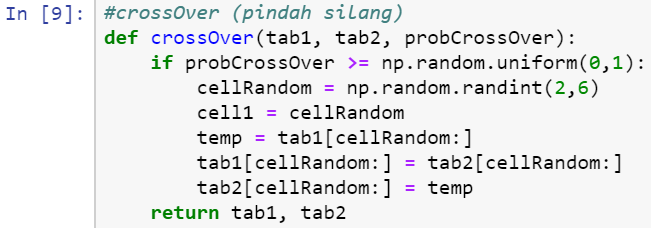 In [9]: #crossOver (pindah silang)
def crossOver(tab1, tab2, probCrossOver):
    if probCrossOver >= np.random.uniform(0,1):
        cellRandom = np.random.randint(2,6)
        cell1 = cellRandom
        temp = tab1[cellRandom:]
        tab1[cellRandom:] = tab2[cellRandom:]
        tab2[cellRandom:] = temp
    return tab1, tab2